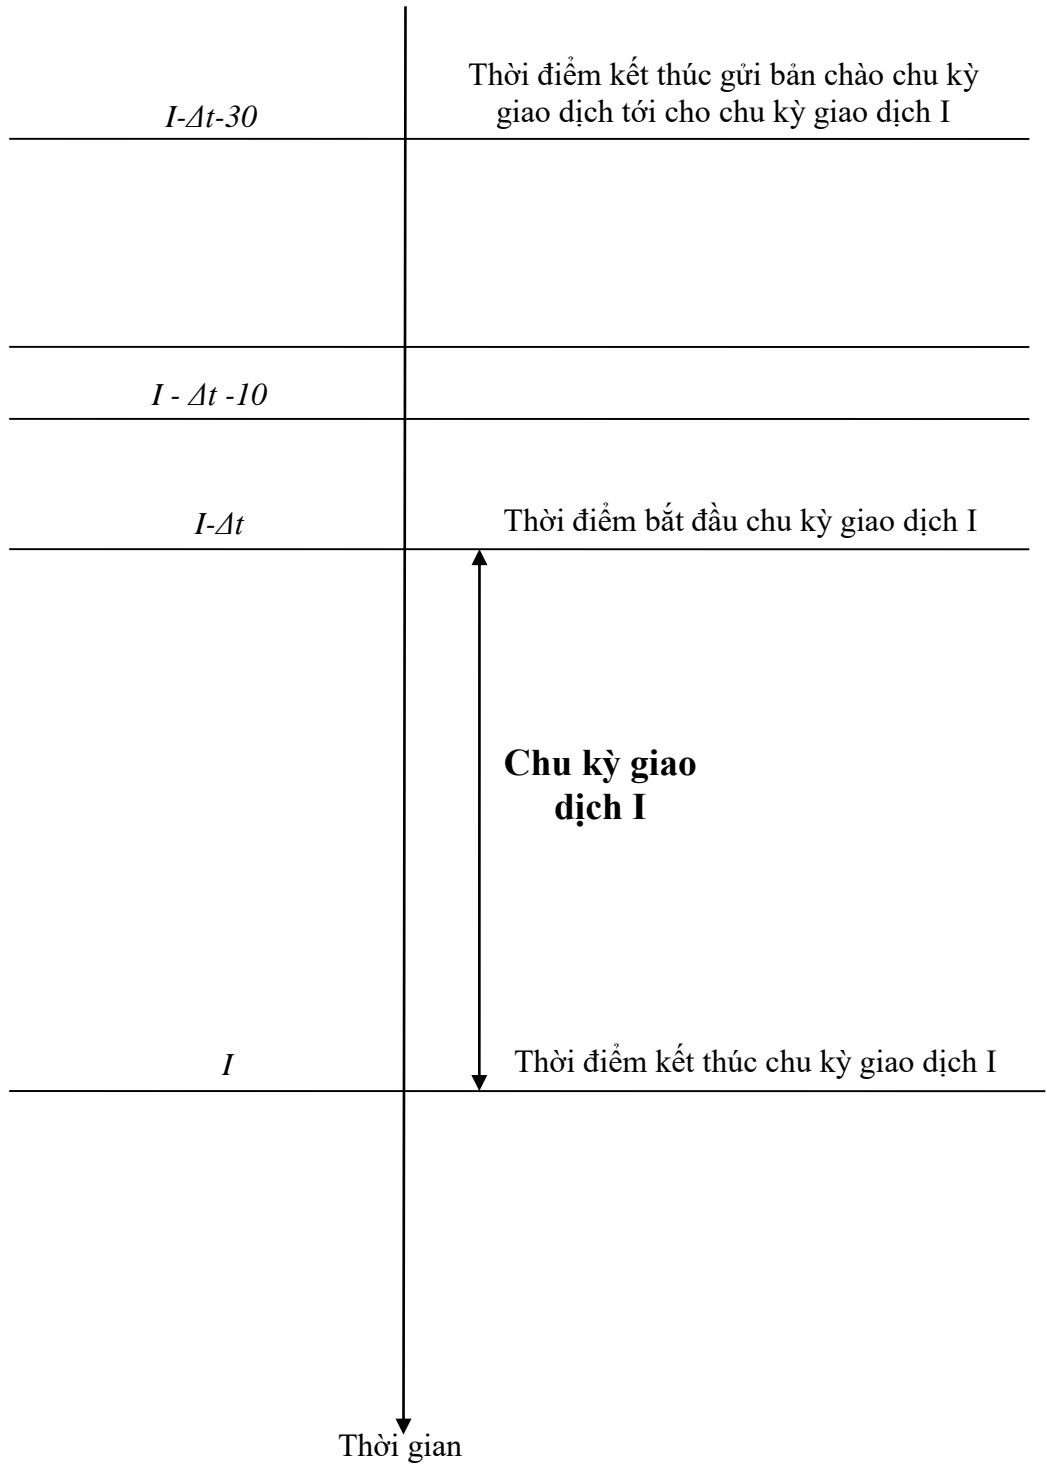 Thời điểm kết thúc gửi bản chào chu kỳ
giao dịch tới cho chu kỳ giao dịch I
I-Δt-30
I - Δt -10
I-Δt
Thời điểm bắt đầu chu kỳ giao dịch I
Chu kỳ giao
dịch I
I
Thời điểm kết thúc chu kỳ giao dịch I
Thời gian